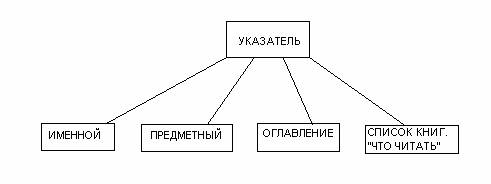 УКАЗАТЕЛЬ
ИМЕННОЙ
ПРЕДМЕТНЫЙ
ОГЛАВЛЕНИЕ
СПИСОК КНИГ.
"ЧТО ЧИТАТЬ"